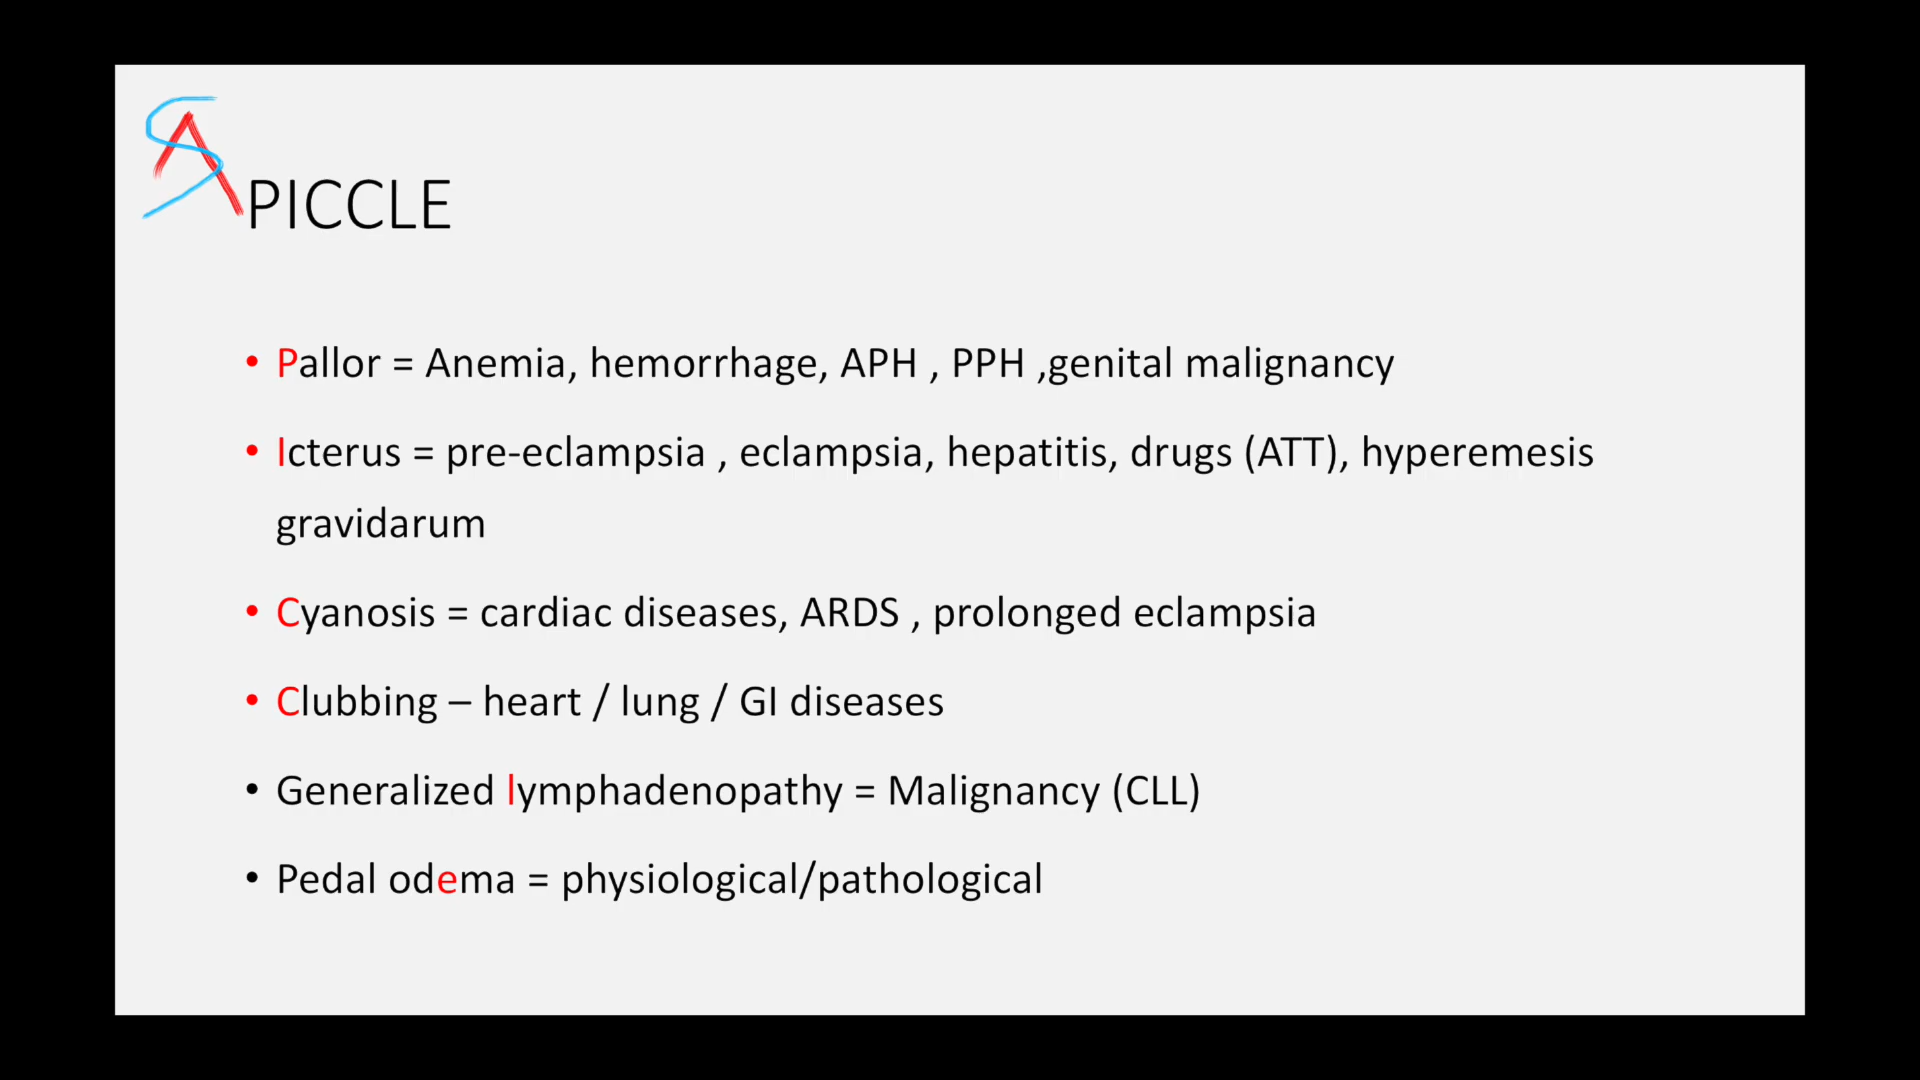 PICCLE
• Pallor = Anemia, hemorrhage, APH , PPH ,genital malignancy
• Icterus = pre-eclampsia , eclampsia, hepatitis, drugs (ATT), hyperemesis
gravidarum
• Cyanosis = cardiac diseases, ARDS , prolonged eclampsia
• Clubbing – heart / lung / GI diseases
• Generalized lymphadenopathy = Malignancy (CLL)
• Pedal odema = physiological/pathological